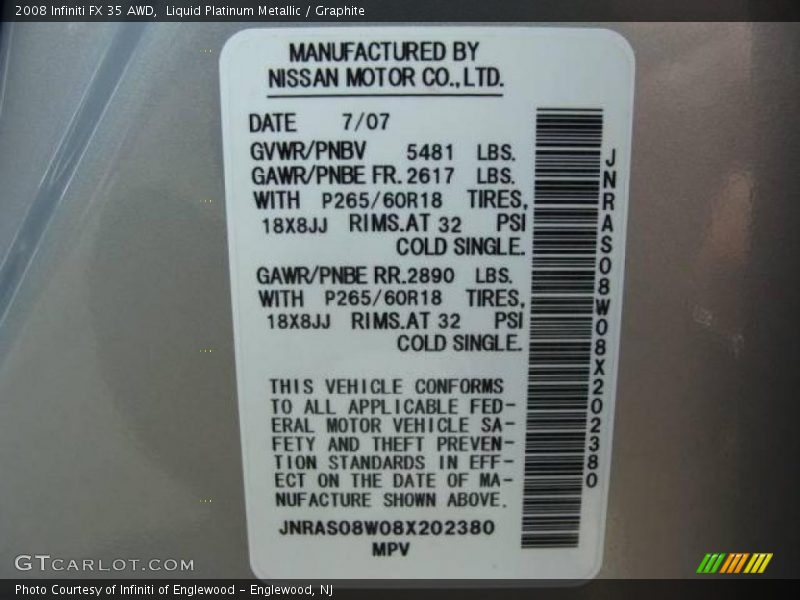 2008 Infiniti FX 35 AWD,  Liquid Platinum Metallic / Graphite
MANUFACTURED BY
NISSAN MOTOR CO.,LTD.
DATE 7/07
GVWR/PNBV 5481 LBS.
GAWR/PNBE FR. 2617 LBS.
WITH P265/60R18 TIRES,
18X8JJ RIMS.AT 32 PSI
COLD SINGLE.
GAWR/PNBE RR. 2890 LBS.
WITH P265/60R18 TIRES,
18X8JJ RIMS.AT 32 PSI
COLD SINGLE.
THIS VEHICLE CONFORMS
TO ALL APPLICABLE FED-
ERAL MOTOR VEHICLE SA-
FETY AND THEFT PREVEN-
TION STANDARDS IN EFF-
ECT ON THE DATE OF MA-
NUFACTURE SHOWN ABOVE.
JNRAS08W08X202380
MPV
JNRAS08W08X202380
GTCARLOT.COM
Photo Courtesy of Infiniti of Englewood - Englewood, NJ